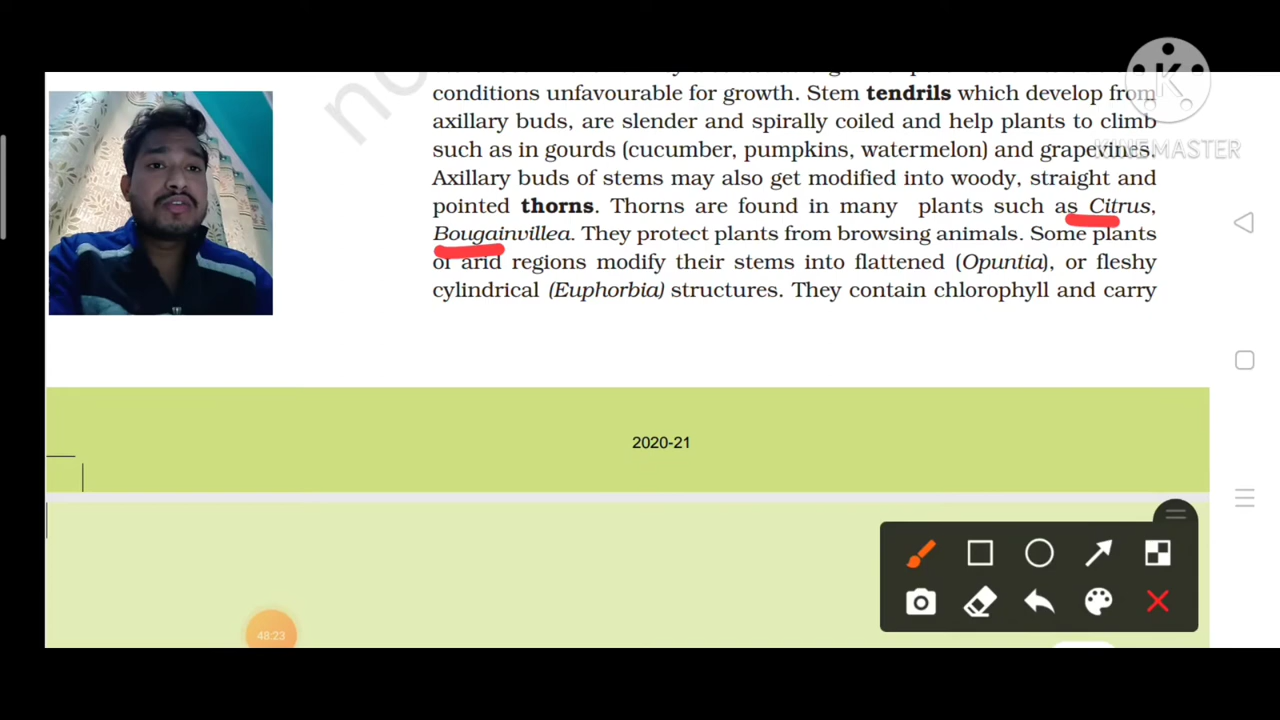 conditions unfavourable for growth. Stem tendrils which develop from
axillary buds, are slender and spirally coiled and help plants to climb
such as in gourds (cucumber, pumpkins, watermelon) and grapevines.
Axillary buds of stems may also get modified into woody, straight and
pointed thorns. Thorns are found in many plants such as Citrus,
Bougainvillea. They protect plants from browsing animals. Some plants
of arid regions modify their stems into flattened (Opuntia), or fleshy
cylindrical (Euphorbia) structures. They contain chlorophyll and carry
K
KINEMASTER
2020-21
48:23